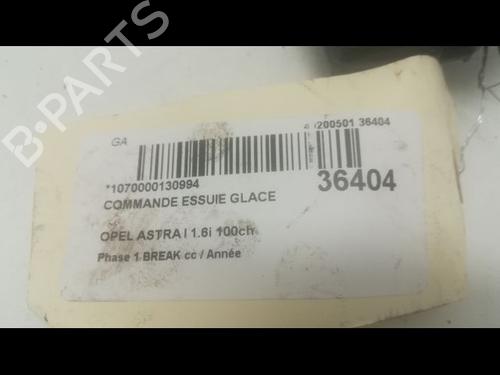 B-PARTS
GA
200501 36404
*1070000130994
36404
COMMANDE ESSUIE GLACE
OPEL ASTRA I 1.6i 100ch
Phase 1 BREAK cc / Année